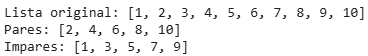 Lista original: [1, 2, 3, 4, 5, 6, 7, 8, 9, 10]
Pares: [2, 4, 6, 8, 10]
Impares: [1, 3, 5, 7, 9]